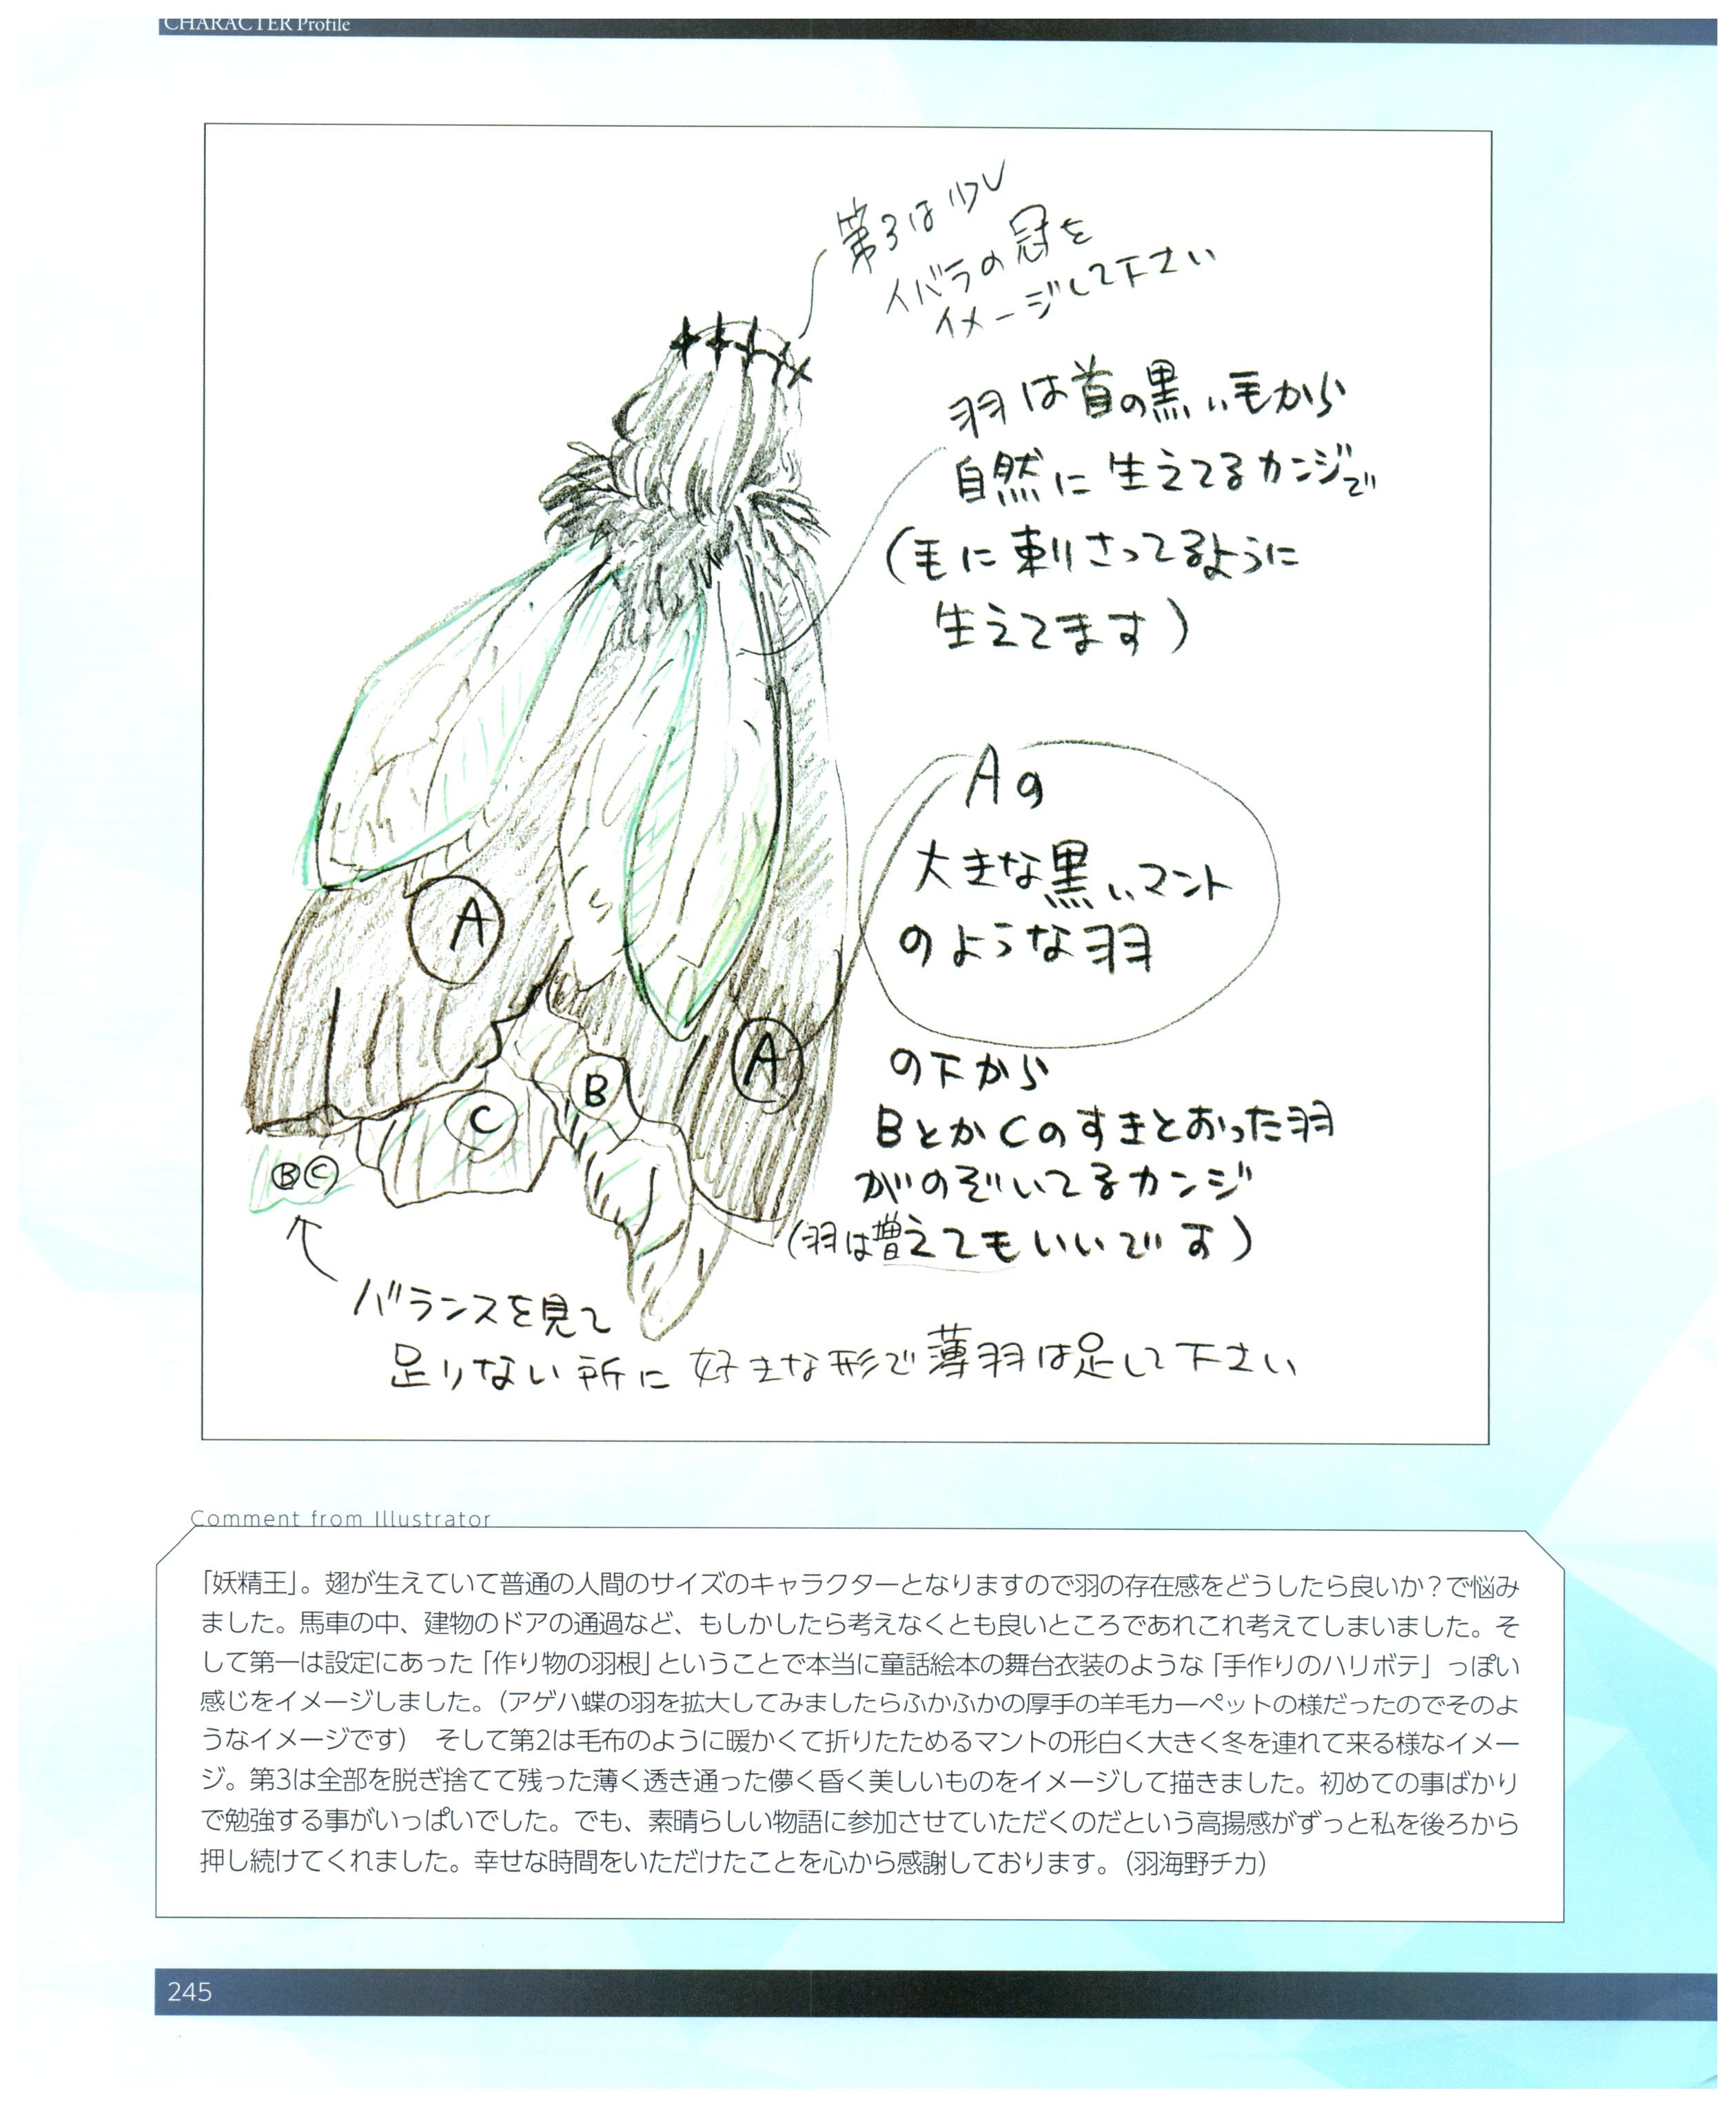 CHARACTER Profile
第3は少し
イバラの冠を
イメージして下さい
羽は首の黒い毛から
自然に生えてるカンジで
(毛に刺さってるように
生えてます)
Aの
大きな黒いマント
のような羽
A
A
B
C
BC
の下から
BとかCのすきとおった羽
がのぞいてるカンジ
(羽は増えてもいいです)
バランスを見て
足りない所に好きな形で薄羽は足して下さい
Comment from Illustrator
「妖精王」。翅が生えていて普通の人間のサイズのキャラクターとなりますので羽の存在感をどうしたら良いか？で悩み
ました。馬車の中、建物のドアの通過など、もしかしたら考えなくとも良いところであれこれ考えてしまいました。そ
して第一は設定にあった「作り物の羽根」ということで本当に童話絵本の舞台衣装のような「手作りのハリボテ」っぽい
感じをイメージしました。（アゲハ蝶の羽を拡大してみましたらふかふかの厚手の羊毛カーペットの様だったのでそのよ
うなイメージです）　そして第2は毛布のように暖かくて折りたためるマントの形白く大きく冬を連れて来る様なイメー
ジ。第3は全部を脱ぎ捨てて残った薄く透き通った儚く昏く美しいものをイメージして描きました。初めての事ばかり
で勉強する事がいっぱいでした。でも、素晴らしい物語に参加させていただくのだという高揚感がずっと私を後ろから
押し続けてくれました。幸せな時間をいただけたことを心から感謝しております。（羽海野チカ）
245